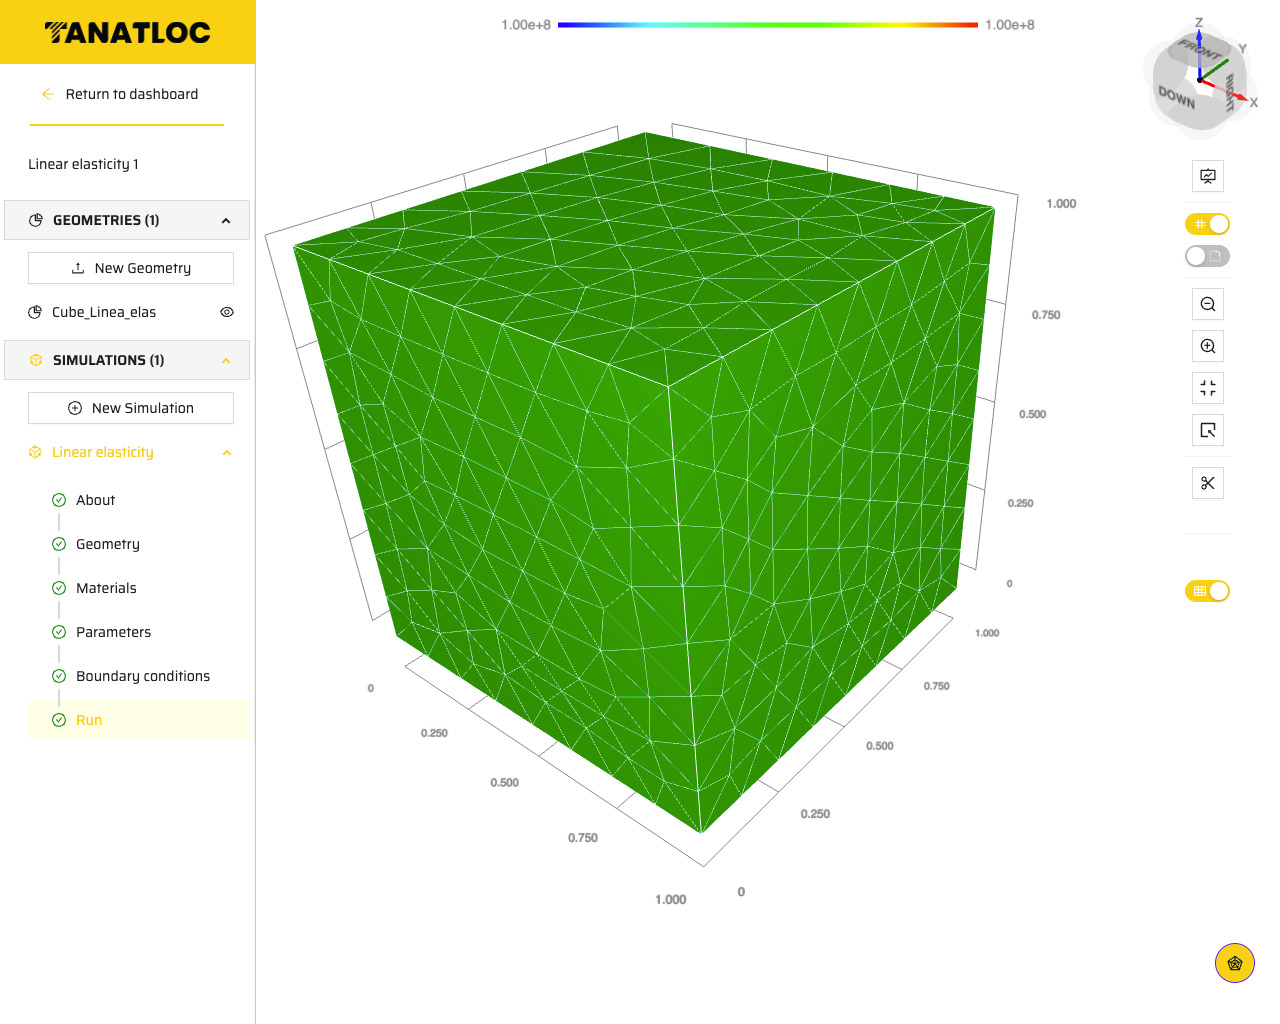 TANATLOC
Return to dashboard
Linear elasticity 1
GEOMETRIES (1)
New Geometry
Cube_Linea_elas
SIMULATIONS (1)
New Simulation
Linear elasticity
About
Geometry
Materials
Parameters
Boundary conditions
Run
1.00e+8 1.00e+8
Z
Y
X
FRONT
RIGHT
DOWN
1.000
0.750
0.500
0.250
0
1.000
0.750
0.500
0.250
0
0
0.250
0.500
0.750
1.000